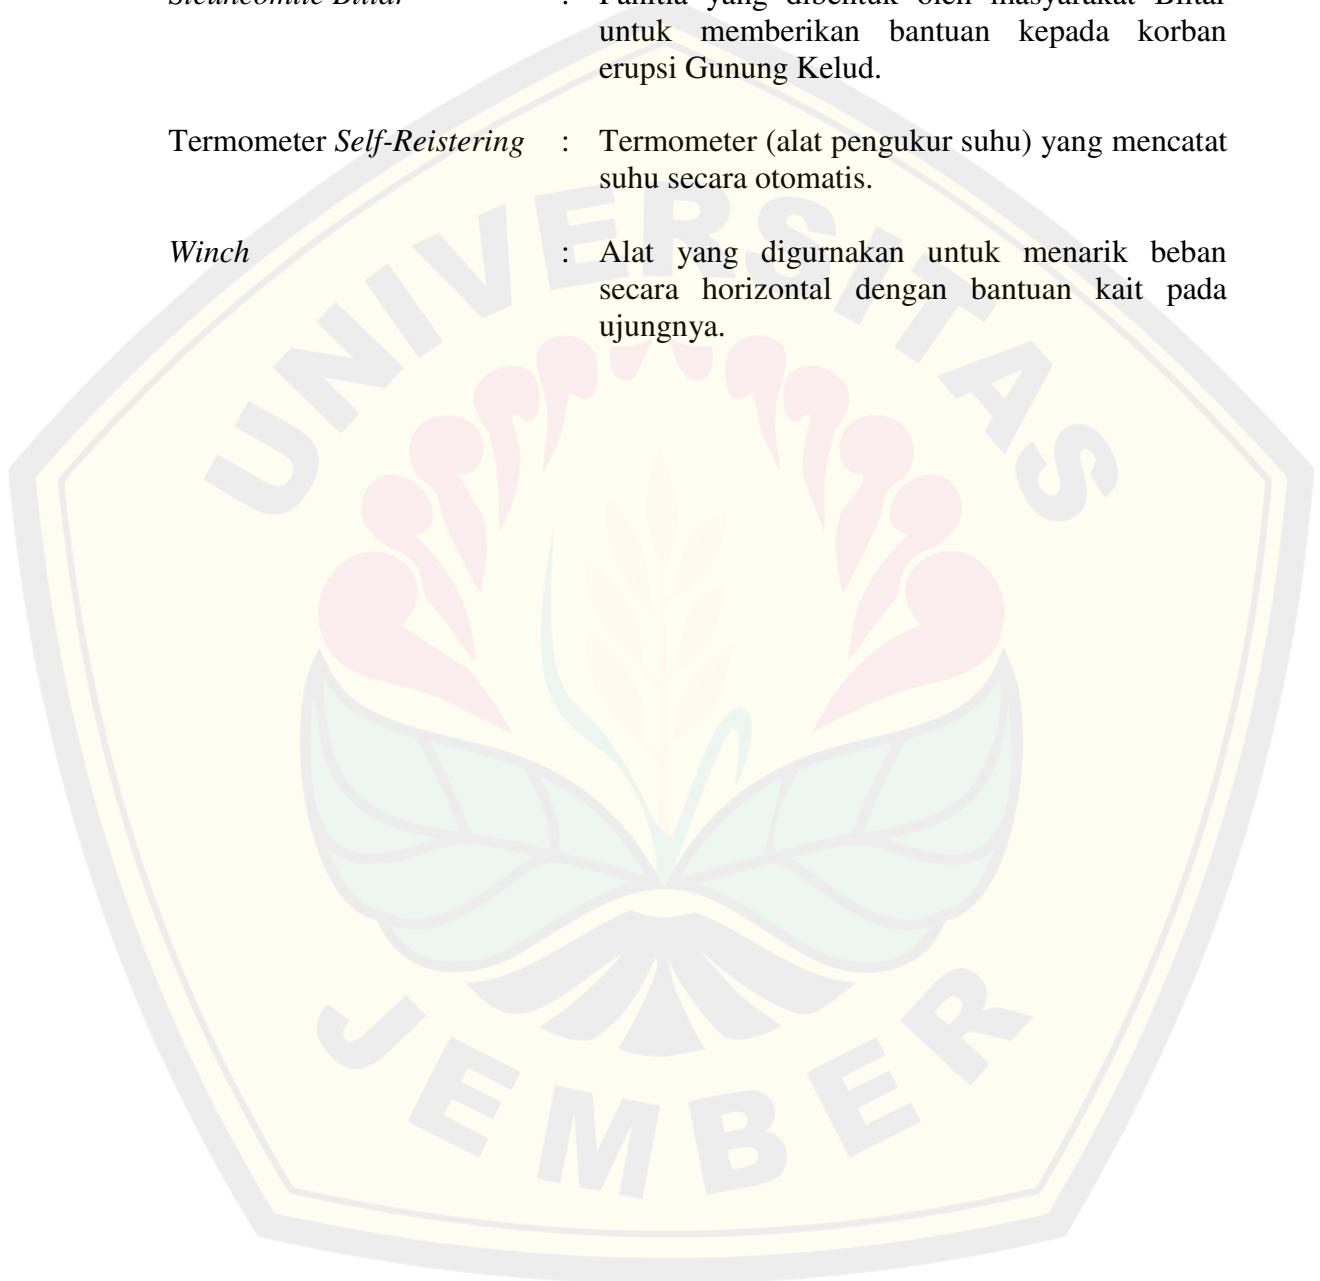 Steuncomite Blitar : Panitia yang dibentuk oleh masyarakat Blitar
untuk memberikan bantuan kepada korban
erupsi Gunung Kelud.
Termometer Self-Reistering : Termometer (alat pengukur suhu) yang mencatat
suhu secara otomatis.
Winch : Alat yang digurnakan untuk menarik beban
secara horizontal dengan bantuan kait pada
ujungnya.
UNIVERSITAS
JEMBER